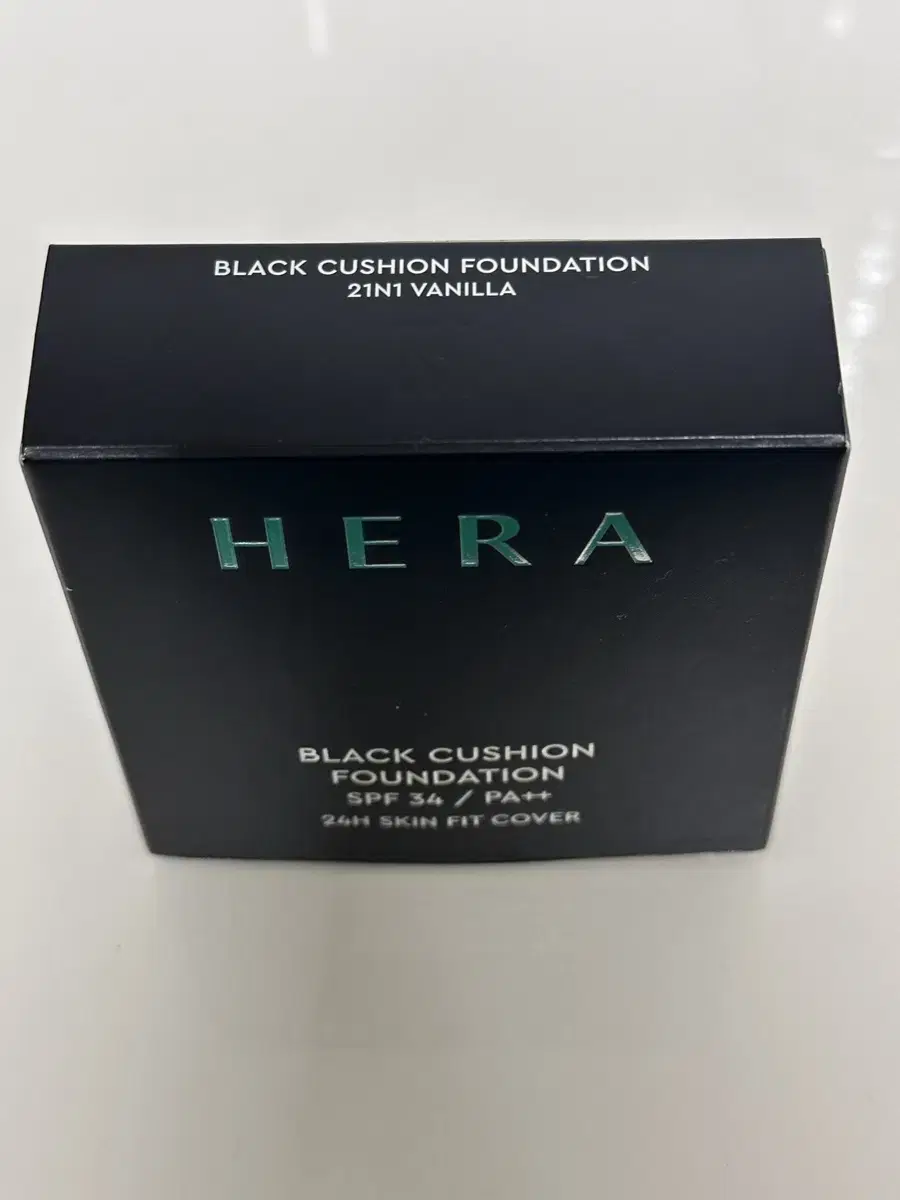 BLACK CUSHION FOUNDATION
21N1 VANILLA
HERA
BLACK CUSHION
FOUNDATION
SPF 34 / PA++
24H SKIN FIT COVER